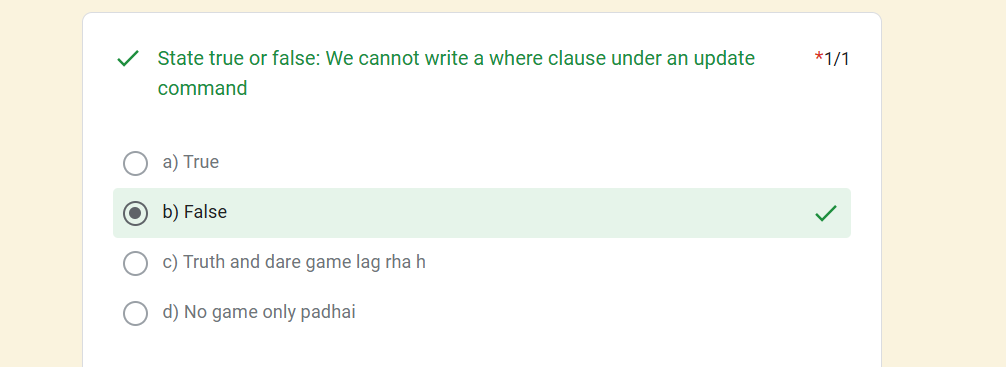 State true or false: We cannot write a where clause under an update *1/1
command
a) True
b) False
c) Truth and dare game lag rha h
d) No game only padhai